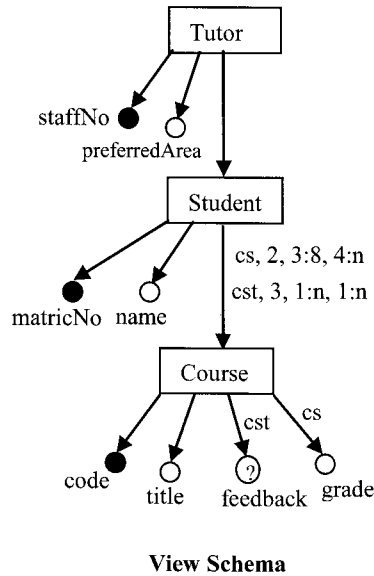 Tutor
staffNo
preferredArea
Student
cs, 2, 3:8, 4:n
cst, 3, 1:n, 1:n
matricNo name
Course
cst cs
?
code title feedback grade
View Schema